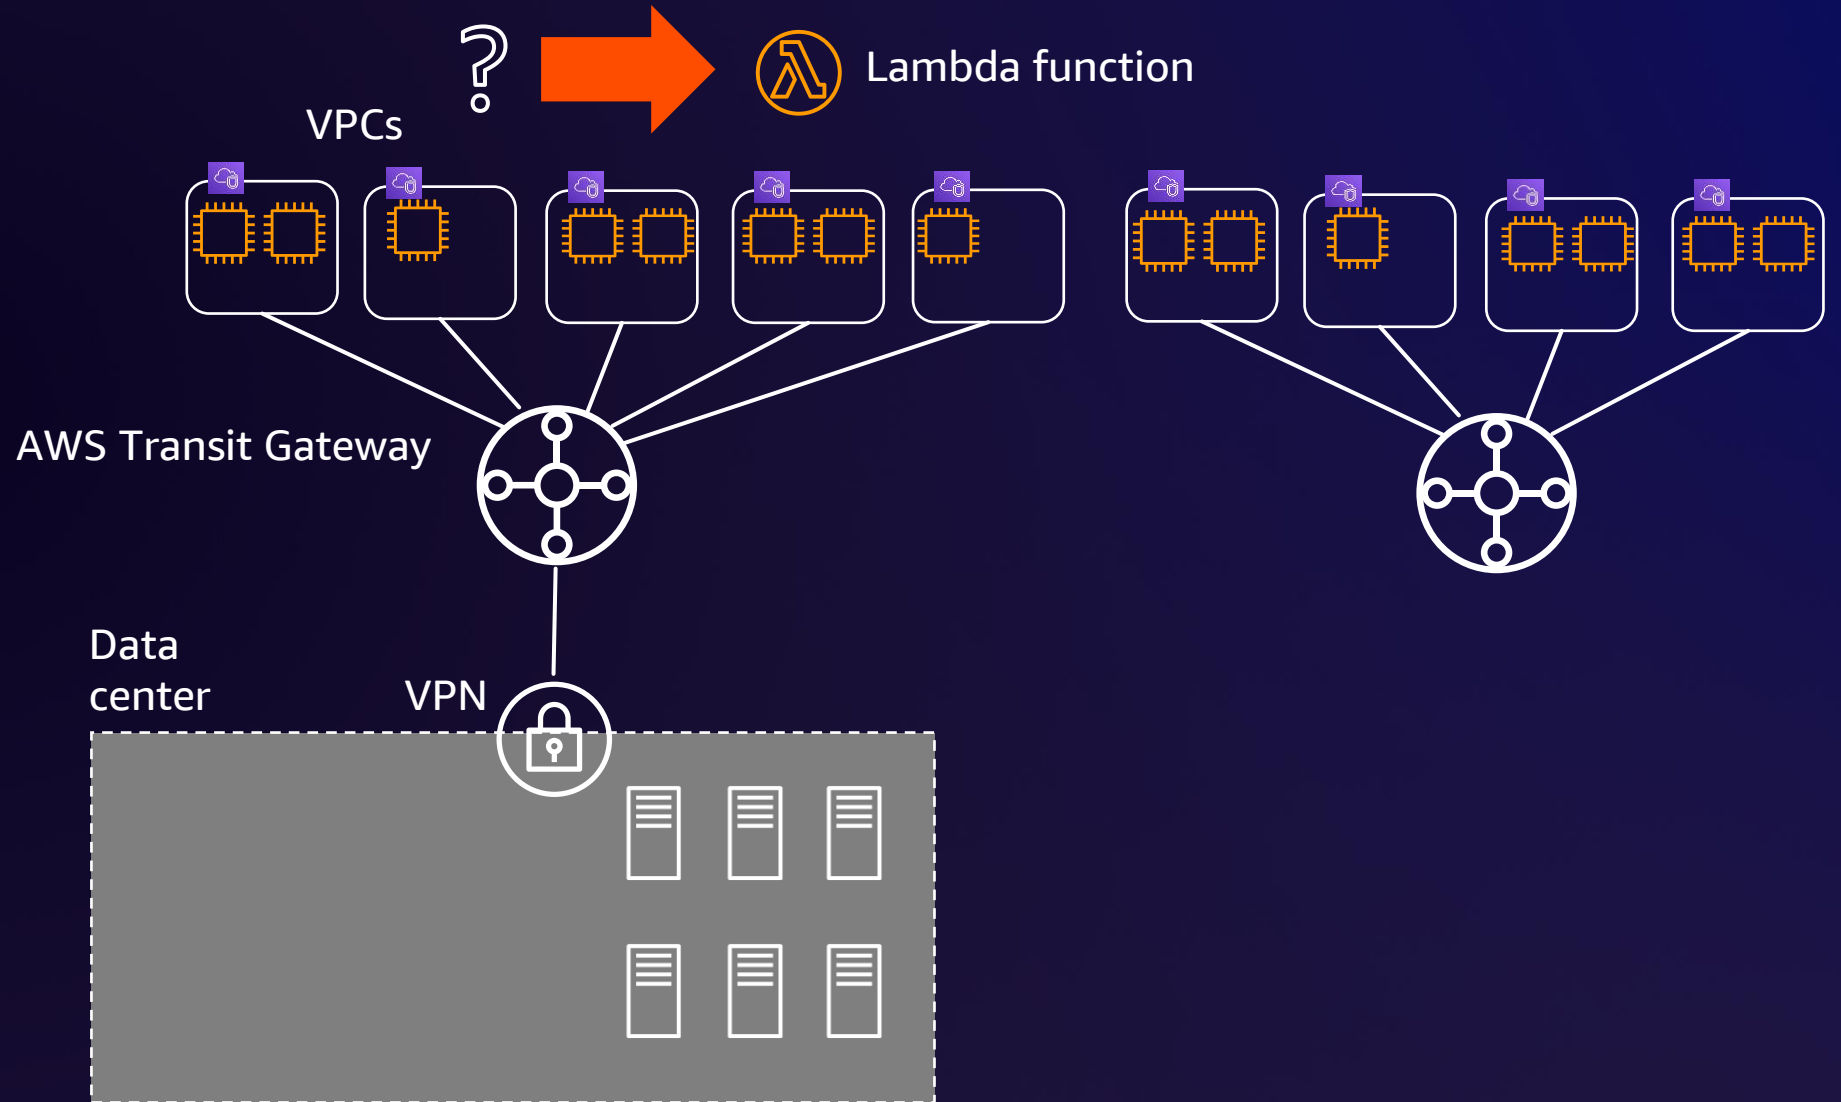 ?
Lambda function
VPCs
AWS Transit Gateway
Data
center
VPN